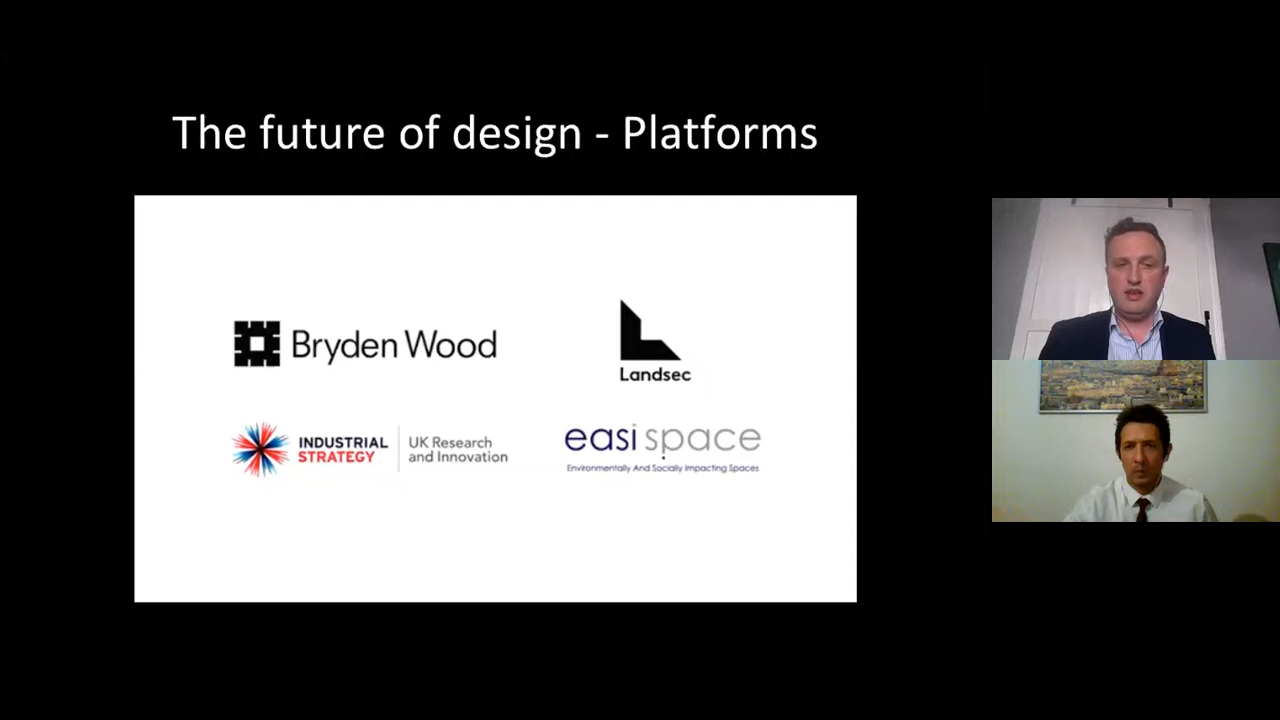 The future of design - Platforms
Bryden Wood
Landsec
INDUSTRIAL STRATEGY
UK Research and Innovation
easi space
Environmentally And Socially Impacting Spaces